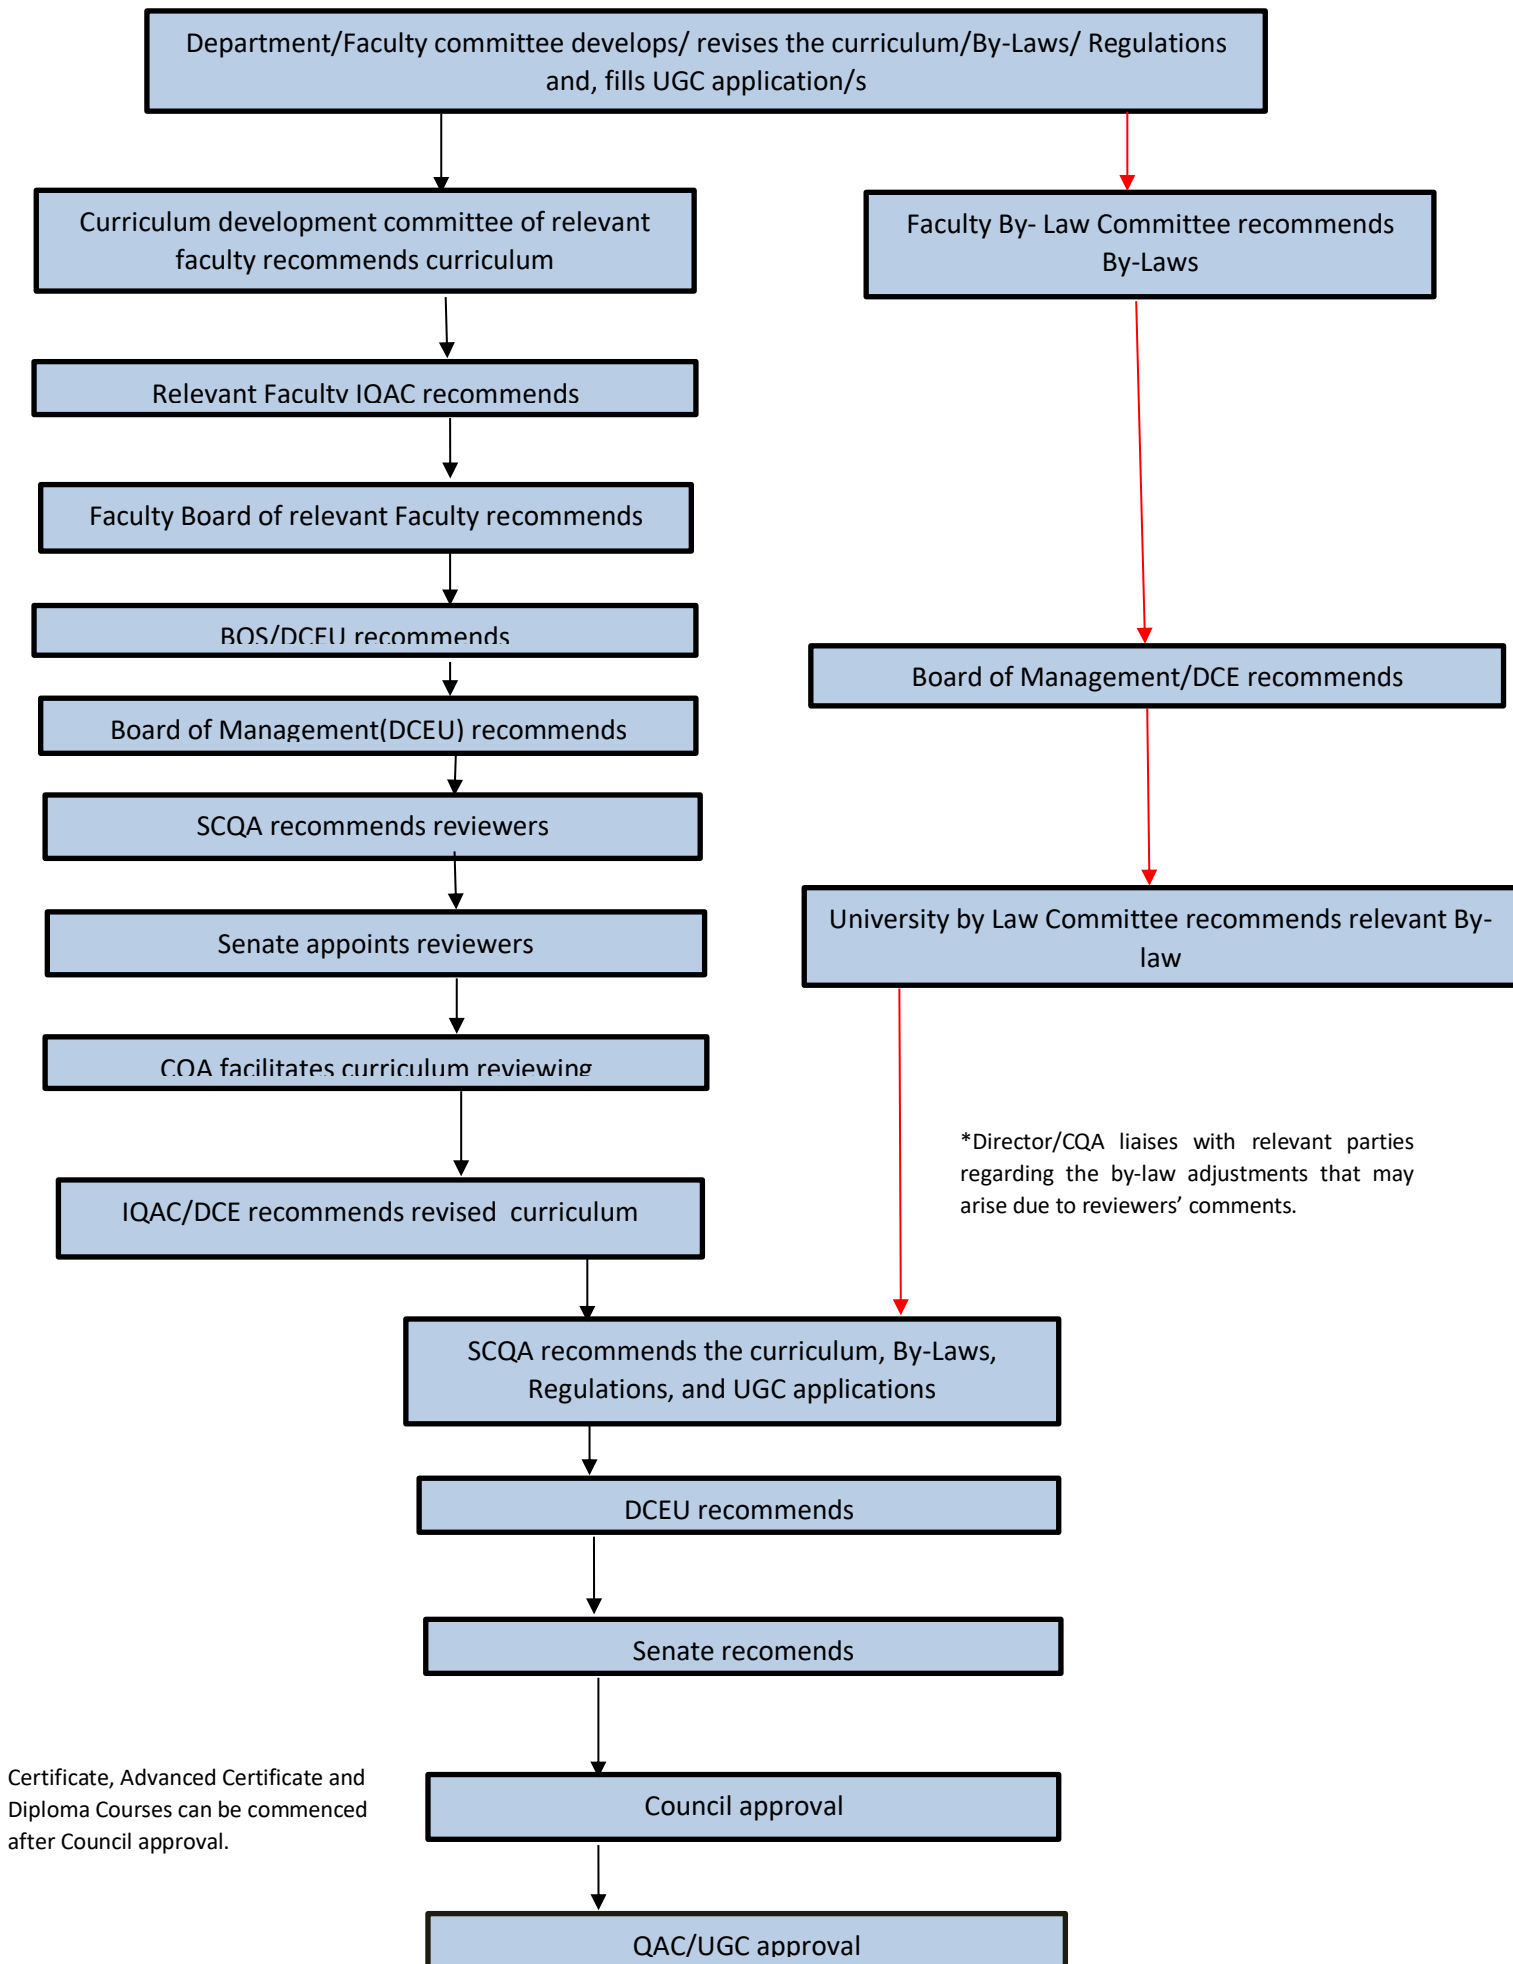 Department/Faculty committee develops/ revises the curriculum/By-Laws/ Regulations
and, fills UGC application/s
Curriculum development committee of relevant
faculty recommends curriculum
Faculty By- Law Committee recommends
By-Laws
Relevant Faculty IQAC recommends
Faculty Board of relevant Faculty recommends
BOS/DCEU recommends
Board of Management/DCE recommends
Board of Management(DCEU) recommends
SCQA recommends reviewers
Senate appoints reviewers
University by Law Committee recommends relevant By-
law
CQA facilitates curriculum reviewing
*Director/CQA liaises with relevant parties
regarding the by-law adjustments that may
arise due to reviewers’ comments.
IQAC/DCE recommends revised  curriculum
SCQA recommends the curriculum, By-Laws,
Regulations, and UGC applications
DCEU recommends
Senate recomends
Certificate, Advanced Certificate and
Diploma Courses can be commenced
after Council approval.
Council approval
QAC/UGC approval